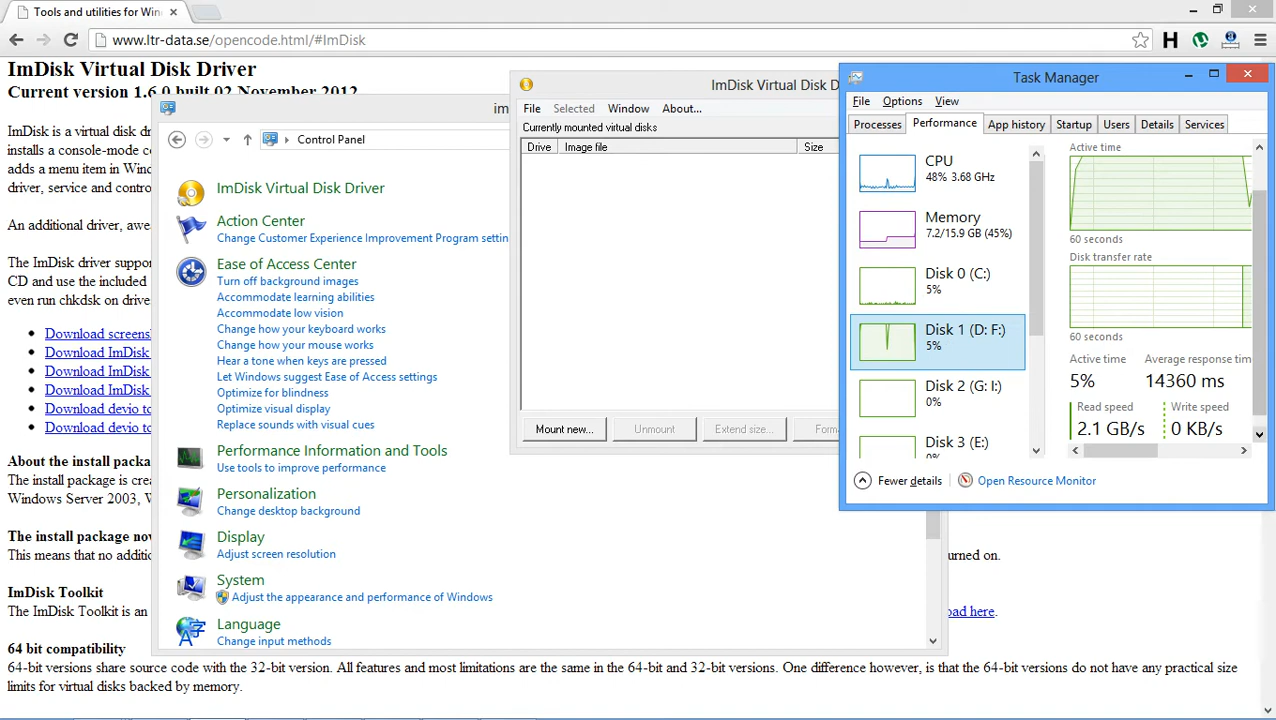 Tools and utilities for Win
www.ltr-data.se/opencode.html/#ImDisk
ImDisk Virtual Disk Driver
Current version 1.6.0 built 02 November 2012
ImDisk is a virtual disk dr
installs a console-mode c
adds a menu item in Wind
driver, service and contro
An additional driver, awe
The ImDisk driver suppor
CD and use the included
even run chkdsk on drive
Download screens
Download ImDisk
Download ImDisk
Download ImDisk
Download devio to
Download devio to
About the install packa
The install package is crea
Windows Server 2003, W
The install package now
This means that no additio
urned on.
ImDisk Toolkit
The ImDisk Toolkit is an
oad here.
64 bit compatibility
64-bit versions share source code with the 32-bit version. All features and most limitations are the same in the 64-bit and 32-bit versions. One difference however, is that the 64-bit versions do not have any practical size
limits for virtual disks backed by memory.
im
Control Panel
ImDisk Virtual Disk Driver
Action Center
Change Customer Experience Improvement Program settin
Ease of Access Center
Turn off background images
Accommodate learning abilities
Accommodate low vision
Change how your keyboard works
Change how your mouse works
Hear a tone when keys are pressed
Let Windows suggest Ease of Access settings
Optimize for blindness
Optimize visual display
Replace sounds with visual cues
Performance Information and Tools
Use tools to improve performance
Personalization
Change desktop background
Display
Adjust screen resolution
System
Adjust the appearance and performance of Windows
Language
Change input methods
ImDisk Virtual Disk D
File Selected Window About...
Currently mounted virtual disks
Drive Image file Size
Mount new... Unmount Extend size... Forma
Task Manager
File Options View
Processes Performance App history Startup Users Details Services
CPU
48% 3.68 GHz
Memory
7.2/15.9 GB (45%)
Disk 0 (C:)
5%
Disk 1 (D: F:)
5%
Disk 2 (G: I:)
0%
Disk 3 (E:)
0%
Active time
60 seconds
Disk transfer rate
60 seconds
Active time Average response tim
5% 14360 ms
Read speed Write speed
2.1 GB/s 0 KB/s
Fewer details Open Resource Monitor